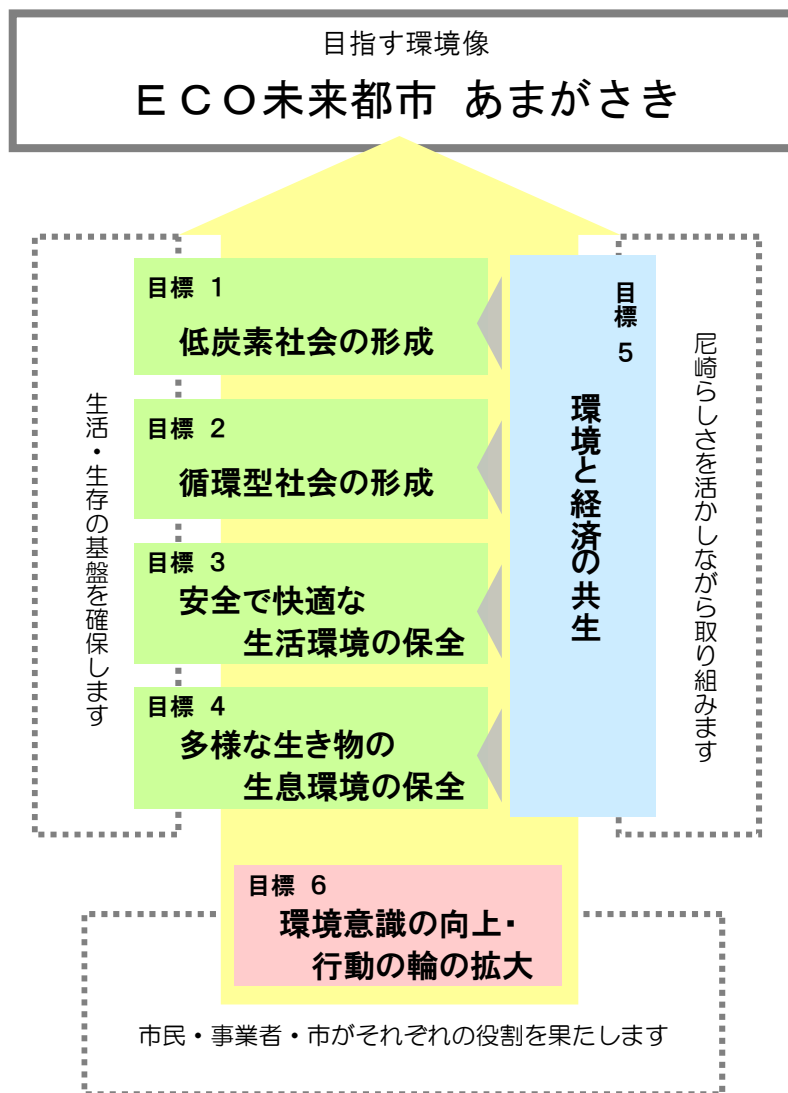 目指す環境像
ＥＣＯ未来都市 あまがさき
生活・生存の基盤を確保します
目標 1
低炭素社会の形成
目標 2
循環型社会の形成
目標 3
安全で快適な
生活環境の保全
目標 4
多様な生き物の
生息環境の保全
目標 5
環境と経済の共生
尼崎らしさを活かしながら取り組みます
目標 6
環境意識の向上・
行動の輪の拡大
市民・事業者・市がそれぞれの役割を果たします